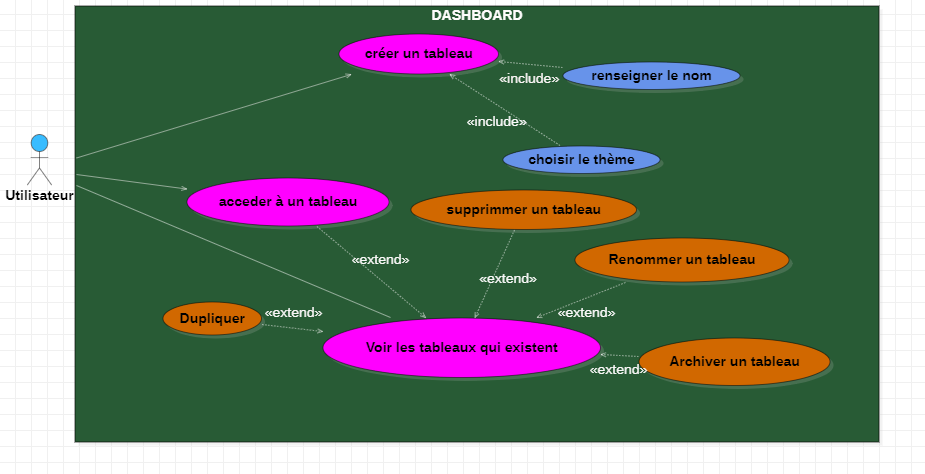 DASHBOARD
créer un tableau
renseigner le nom
«include»
«include»
choisir le thème
Utilisateur
acceder à un tableau
supprimmer un tableau
«extend»
Renommer un tableau
«extend»
Dupliquer
«extend»
«extend»
Voir les tableaux qui existent
Archiver un tableau
«extend»